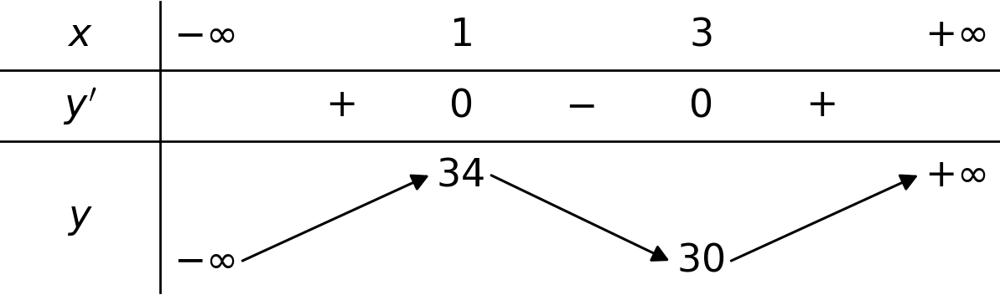 x −∞ 1 3 +∞
y′ + 0 − 0 +
34 +∞
y
−∞ 30